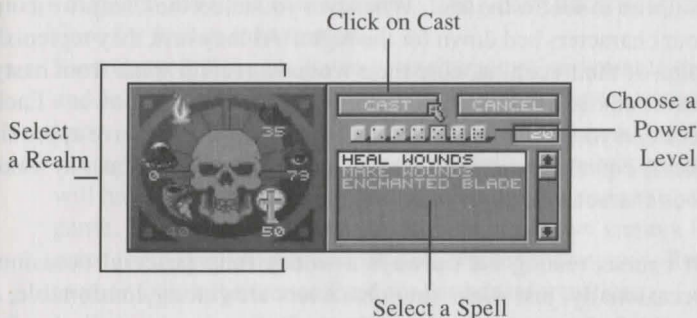 Click on Cast
CAST
CANCEL
Choose a
Power
Level
20
Select
a Realm
35
0
79
40
50
HEAL WOUNDS
MAKE WOUNDS
ENCHANTED BLADE
Select a Spell